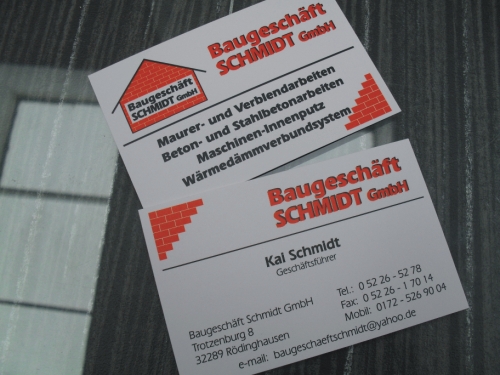 Baugeschäft
SCHMIDT GmbH
Baugeschäft
SCHMIDT GmbH
Maurer- und Verblendarbeiten
Beton- und Stahlbetonarbeiten
Maschinen-Innenputz
Wärmedämmverbundsystem
Baugeschäft
SCHMIDT GmbH
Kai Schmidt
Geschäftsführer
Baugeschäft Schmidt GmbH
Trotzenburg 8
32289 Rödinghausen
Tel.: 0 52 26 - 52 78
Fax: 0 52 26 - 1 70 14
Mobil: 0172 - 526 90 04
e-mail: baugeschaeftschmidt@yahoo.de